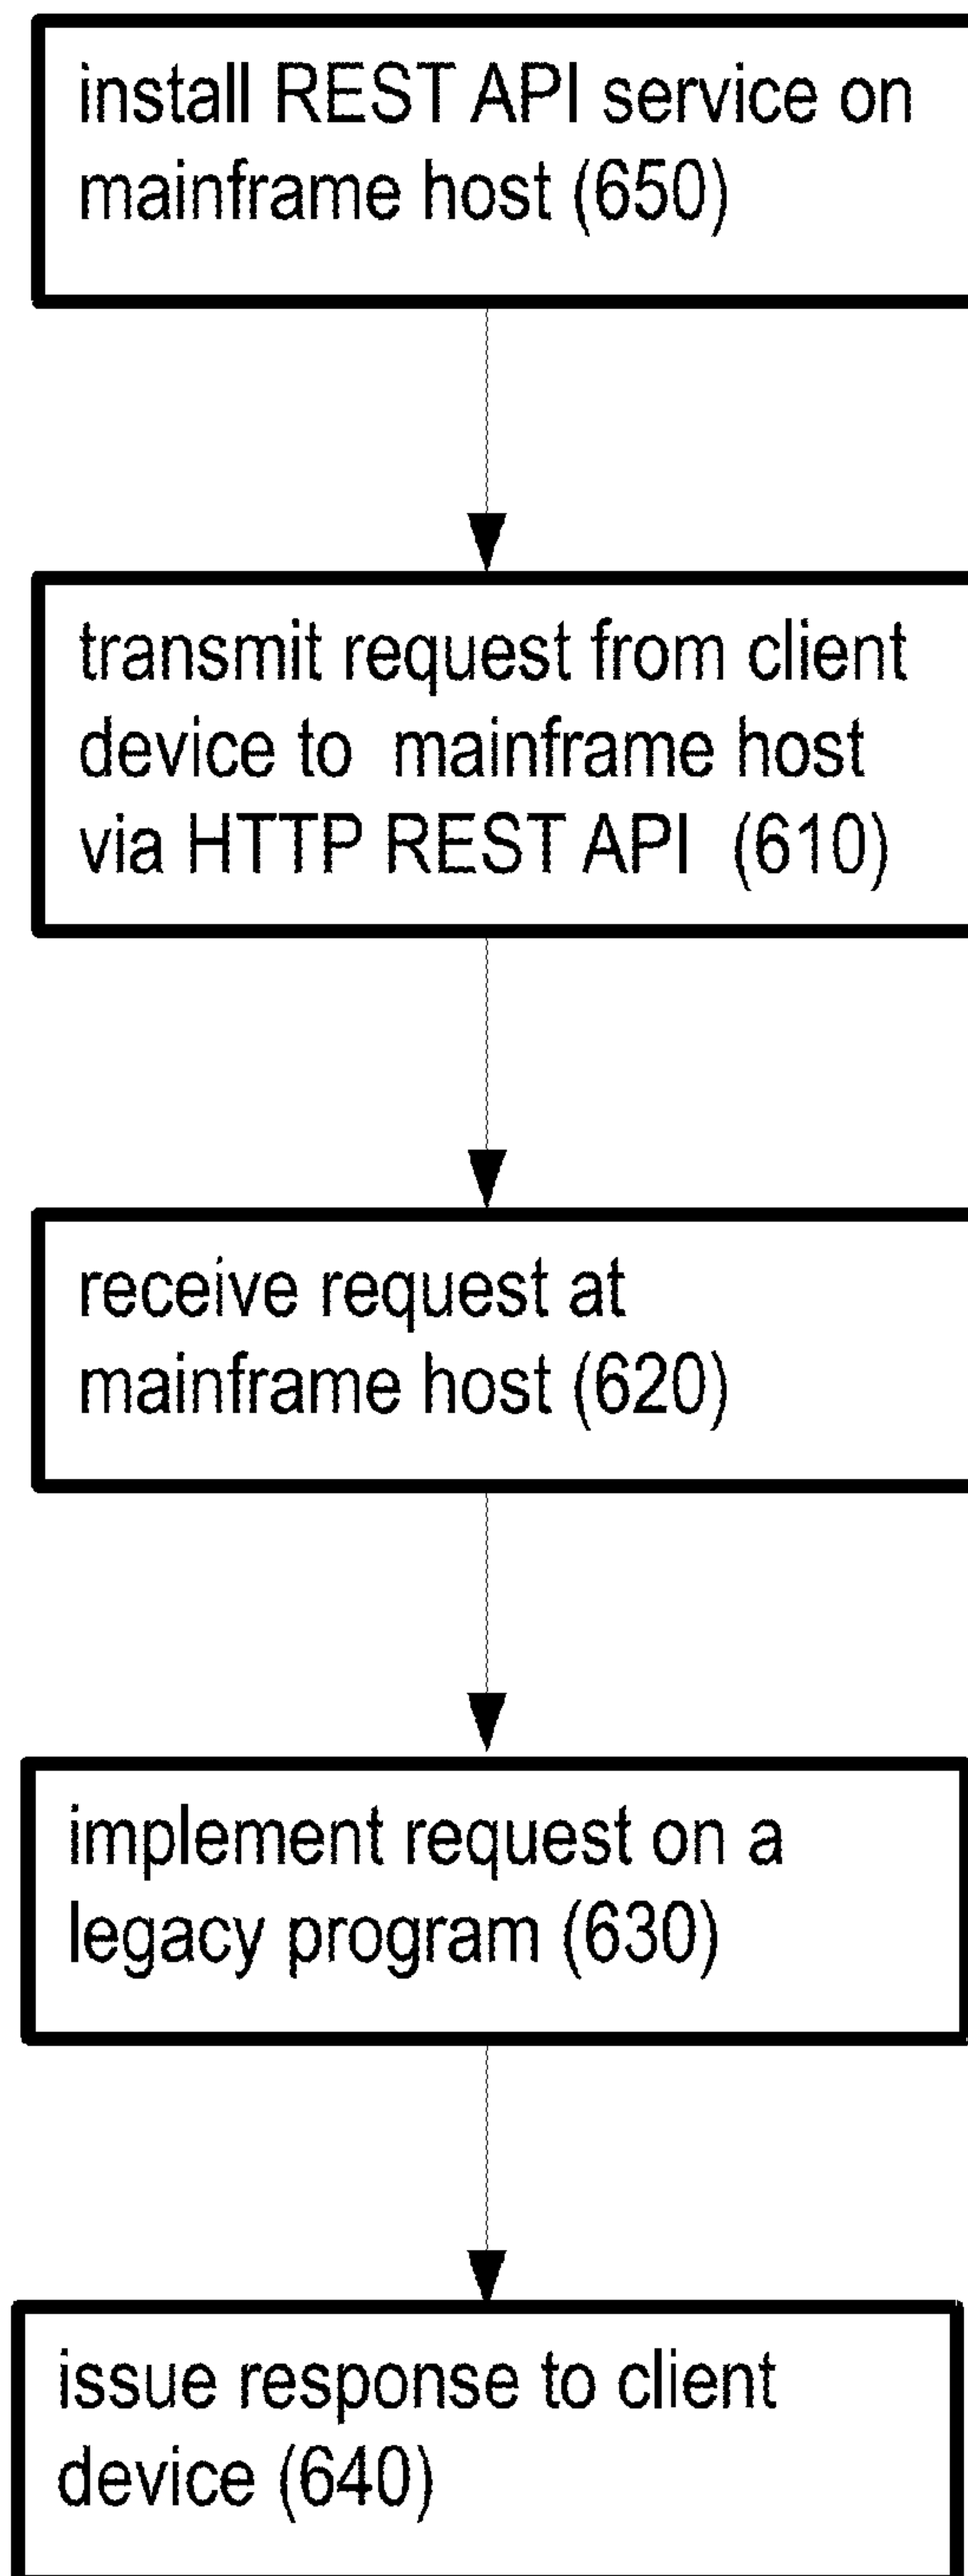 install REST API service on
mainframe host (650)
transmit request from client
device to mainframe host
via HTTP REST API (610)
receive request at
mainframe host (620)
implement request on a
legacy program (630)
issue response to client
device (640)